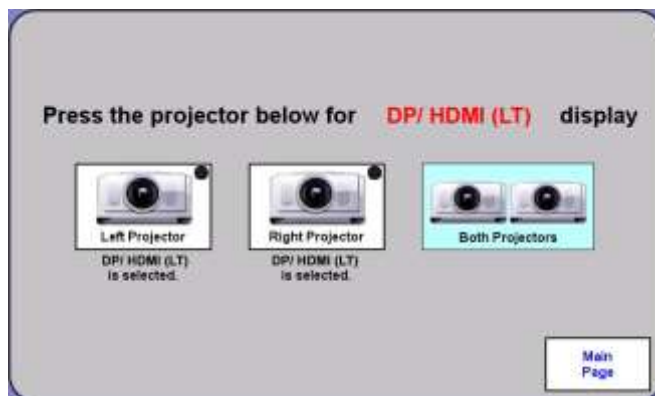 Press the projector below for DP/ HDMI (LT) display
Left Projector
Right Projector
Both Projectors
DP/ HDMI (LT)
is selected.
DP/ HDMI (LT)
is selected.
Main
Page